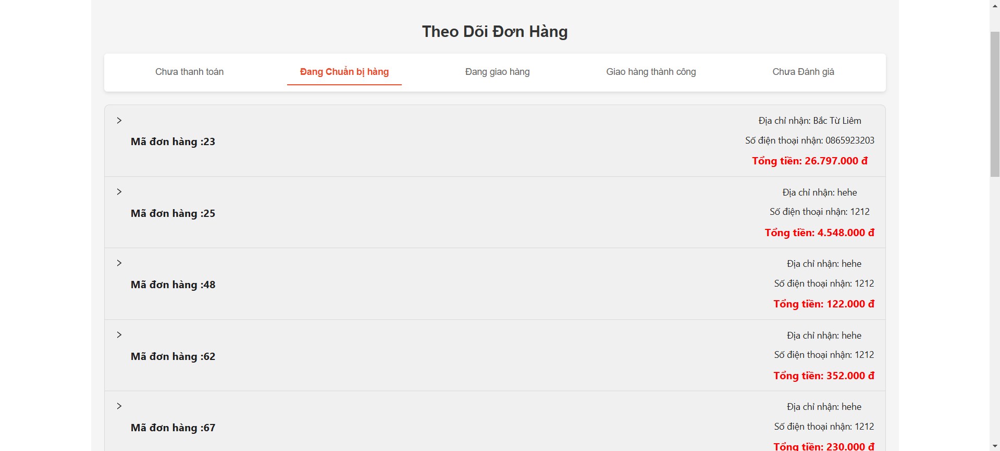 Theo Dõi Đơn Hàng
Chưa thanh toán Đang Chuẩn bị hàng Đang giao hàng Giao hàng thành công Chưa Đánh giá
Mã đơn hàng :23
Địa chỉ nhận: Bắc Từ Liêm
Số điện thoại nhận: 0865923203
Tổng tiền: 26.797.000 đ
Mã đơn hàng :25
Địa chỉ nhận: hehe
Số điện thoại nhận: 1212
Tổng tiền: 4.548.000 đ
Mã đơn hàng :48
Địa chỉ nhận: hehe
Số điện thoại nhận: 1212
Tổng tiền: 122.000 đ
Mã đơn hàng :62
Địa chỉ nhận: hehe
Số điện thoại nhận: 1212
Tổng tiền: 352.000 đ
Mã đơn hàng :67
Địa chỉ nhận: hehe
Số điện thoại nhận: 1212
Tổng tiền: 230.000 đ